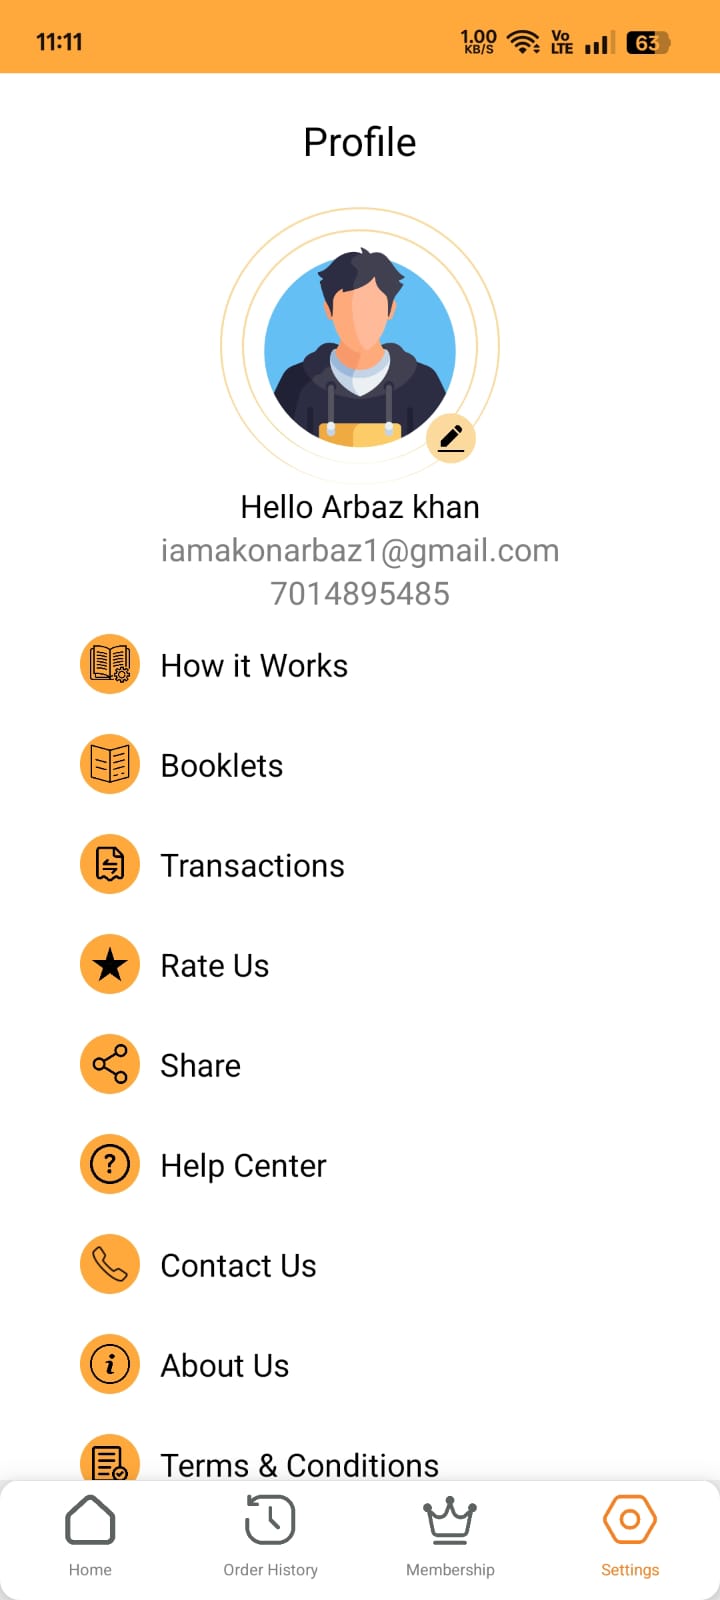 11:11
1.00
KB/S
Vo
LTE
63
Profile
Hello Arbaz khan
iamakonarbaz1@gmail.com
7014895485
How it Works
Booklets
Transactions
Rate Us
Share
Help Center
Contact Us
About Us
Terms & Conditions
Home
Order History
Membership
Settings